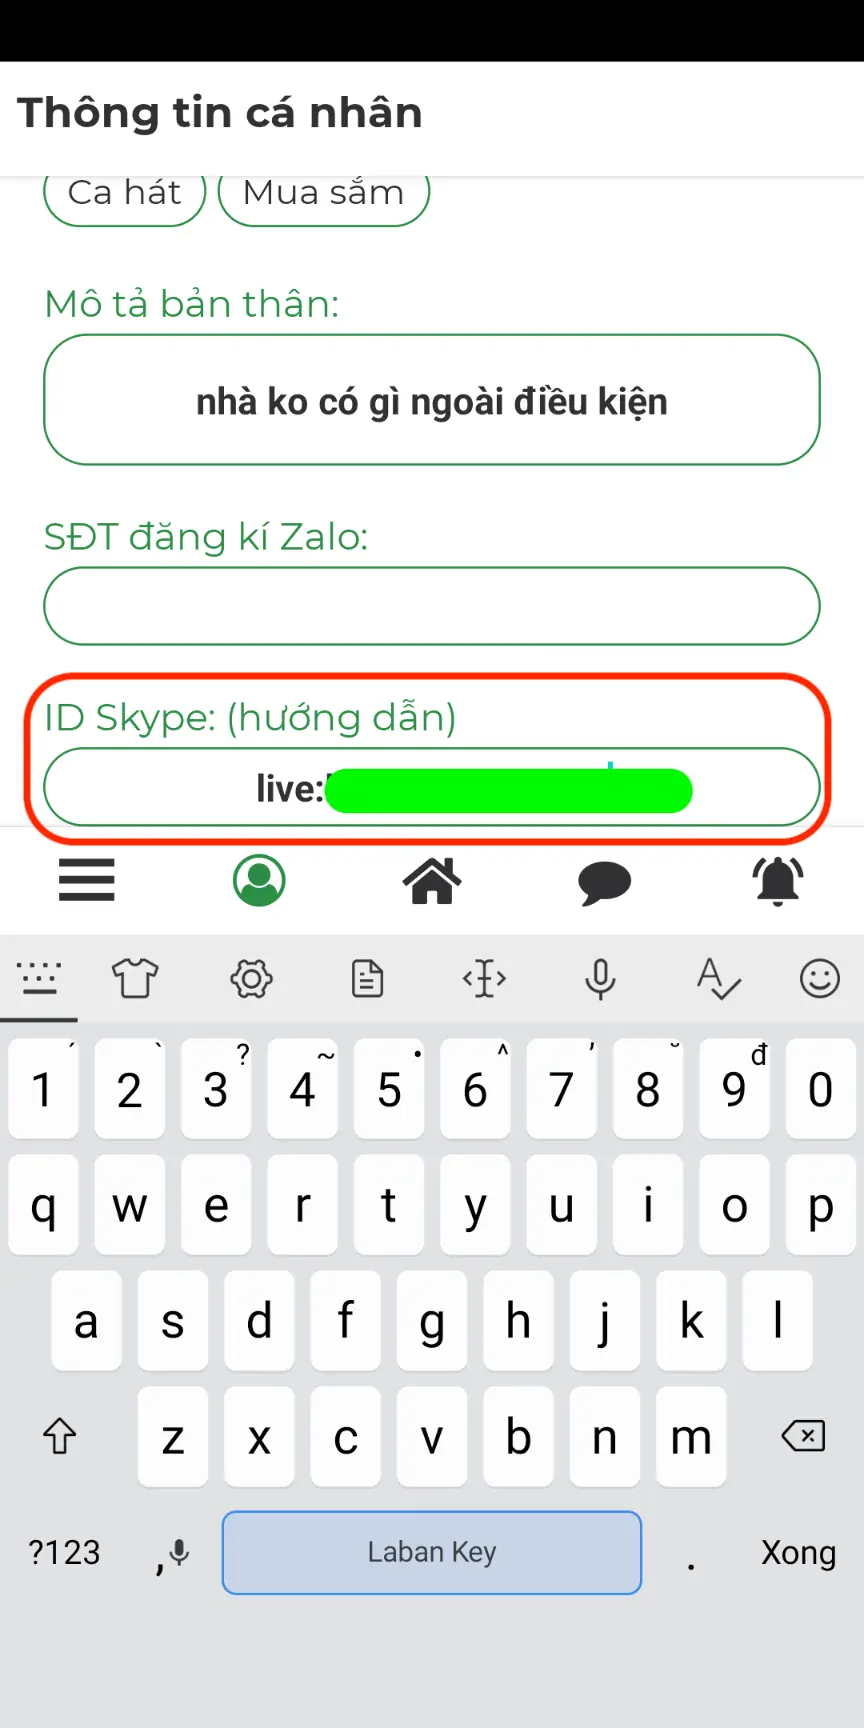 Thông tin cá nhân
Ca hát Mua sắm
Mô tả bản thân:
nhà ko có gì ngoài điều kiện
SĐT đăng kí Zalo:
ID Skype: (hướng dẫn)
live:
1 2 3 ? 4 ~ 5 6 ^ 7 8 9 đ 0
q w e r t y u i o p
a s d f g h j k l
z x c v b n m
?123 , Laban Key . Xong